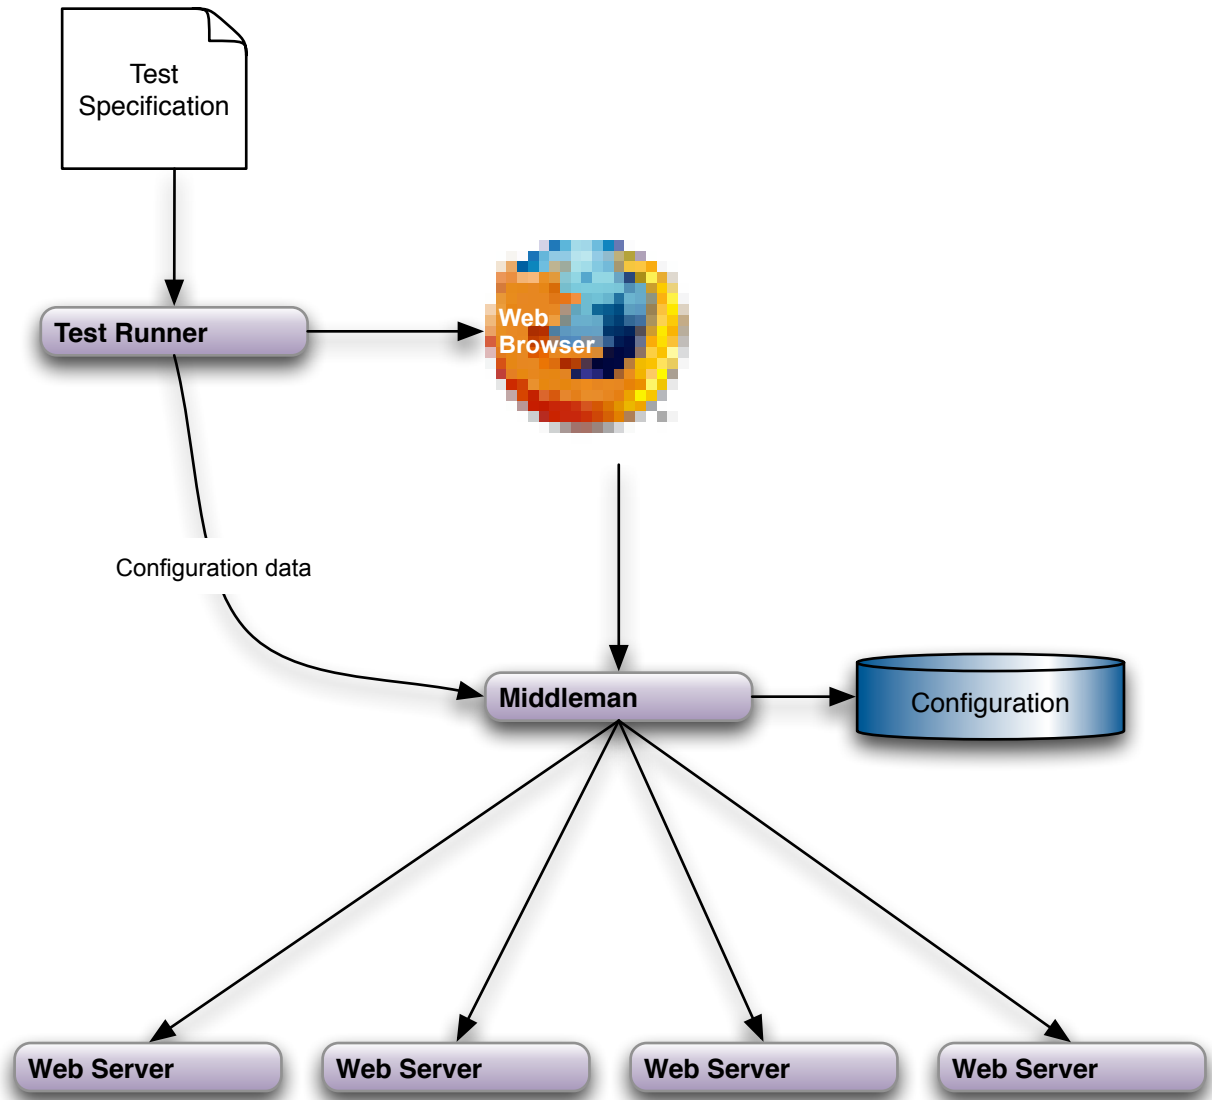 Test
Specification
Test Runner
Web
Browser
Configuration data
Middleman
Configuration
Web Server
Web Server
Web Server
Web Server